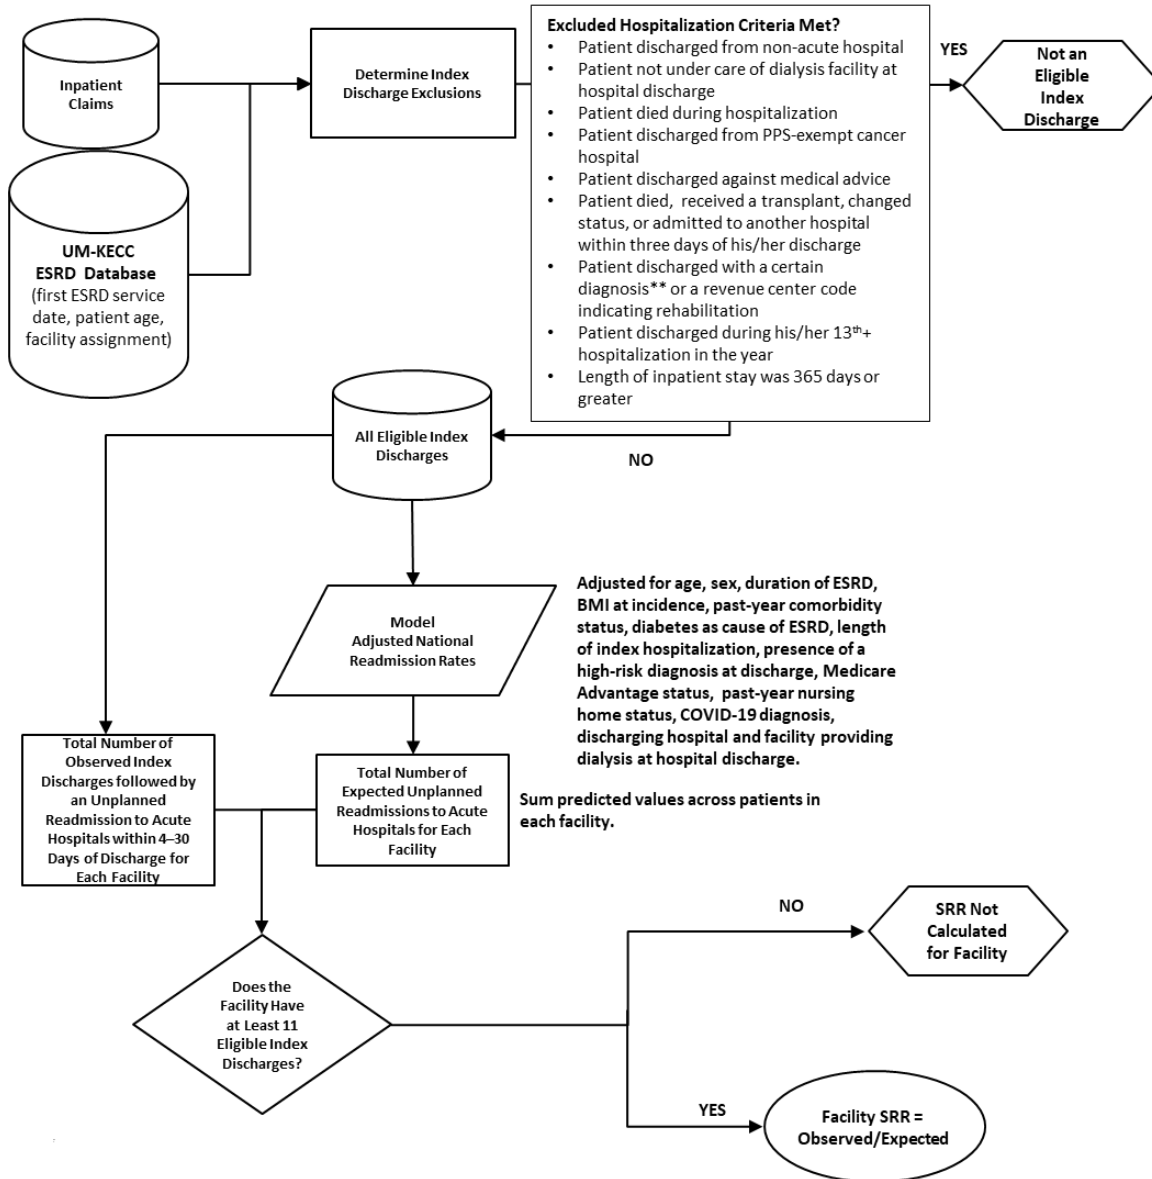 Inpatient
Claims
UM-KECC
ESRD Database
(first ESRD service
date, patient age,
facility assignment)
Determine Index
Discharge Exclusions
Excluded Hospitalization Criteria Met?
• Patient discharged from non-acute hospital
• Patient not under care of dialysis facility at
hospital discharge
• Patient died during hospitalization
• Patient discharged from PPS-exempt cancer
hospital
• Patient discharged against medical advice
• Patient died, received a transplant, changed
status, or admitted to another hospital
within three days of his/her discharge
• Patient discharged with a certain
diagnosis** or a revenue center code
indicating rehabilitation
• Patient discharged during his/her 13th+
hospitalization in the year
• Length of inpatient stay was 365 days or
greater
YES
Not an
Eligible
Index
Discharge
NO
All Eligible Index
Discharges
Model
Adjusted National
Readmission Rates
Adjusted for age, sex, duration of ESRD,
BMI at incidence, past-year comorbidity
status, diabetes as cause of ESRD, length
of index hospitalization, presence of a
high-risk diagnosis at discharge, Medicare
Advantage status, past-year nursing
home status, COVID-19 diagnosis,
discharging hospital and facility providing
dialysis at hospital discharge.
Total Number of
Observed Index
Discharges followed by
an Unplanned
Readmission to Acute
Hospitals within 4–30
Days of Discharge for
Each Facility
Total Number of
Expected Unplanned
Readmissions to Acute
Hospitals for Each
Facility
Sum predicted values across patients in
each facility.
Does the
Facility Have
at Least 11
Eligible Index
Discharges?
NO
SRR Not
Calculated
for Facility
YES
Facility SRR =
Observed/Expected